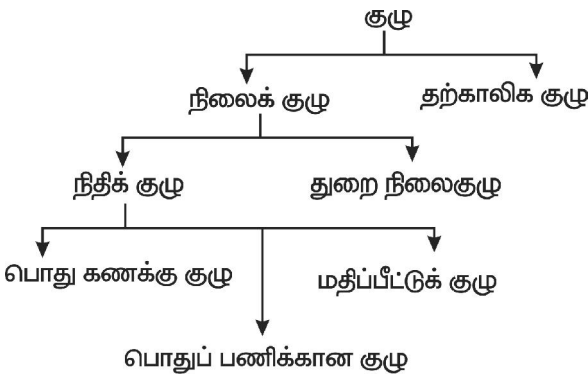 குழு
நிலைக் குழு
தற்காலிக குழு
நிதிக் குழு
துறை நிலைகுழு
பொது கணக்கு குழு
மதிப்பீட்டுக் குழு
பொதுப் பணிக்கான குழு